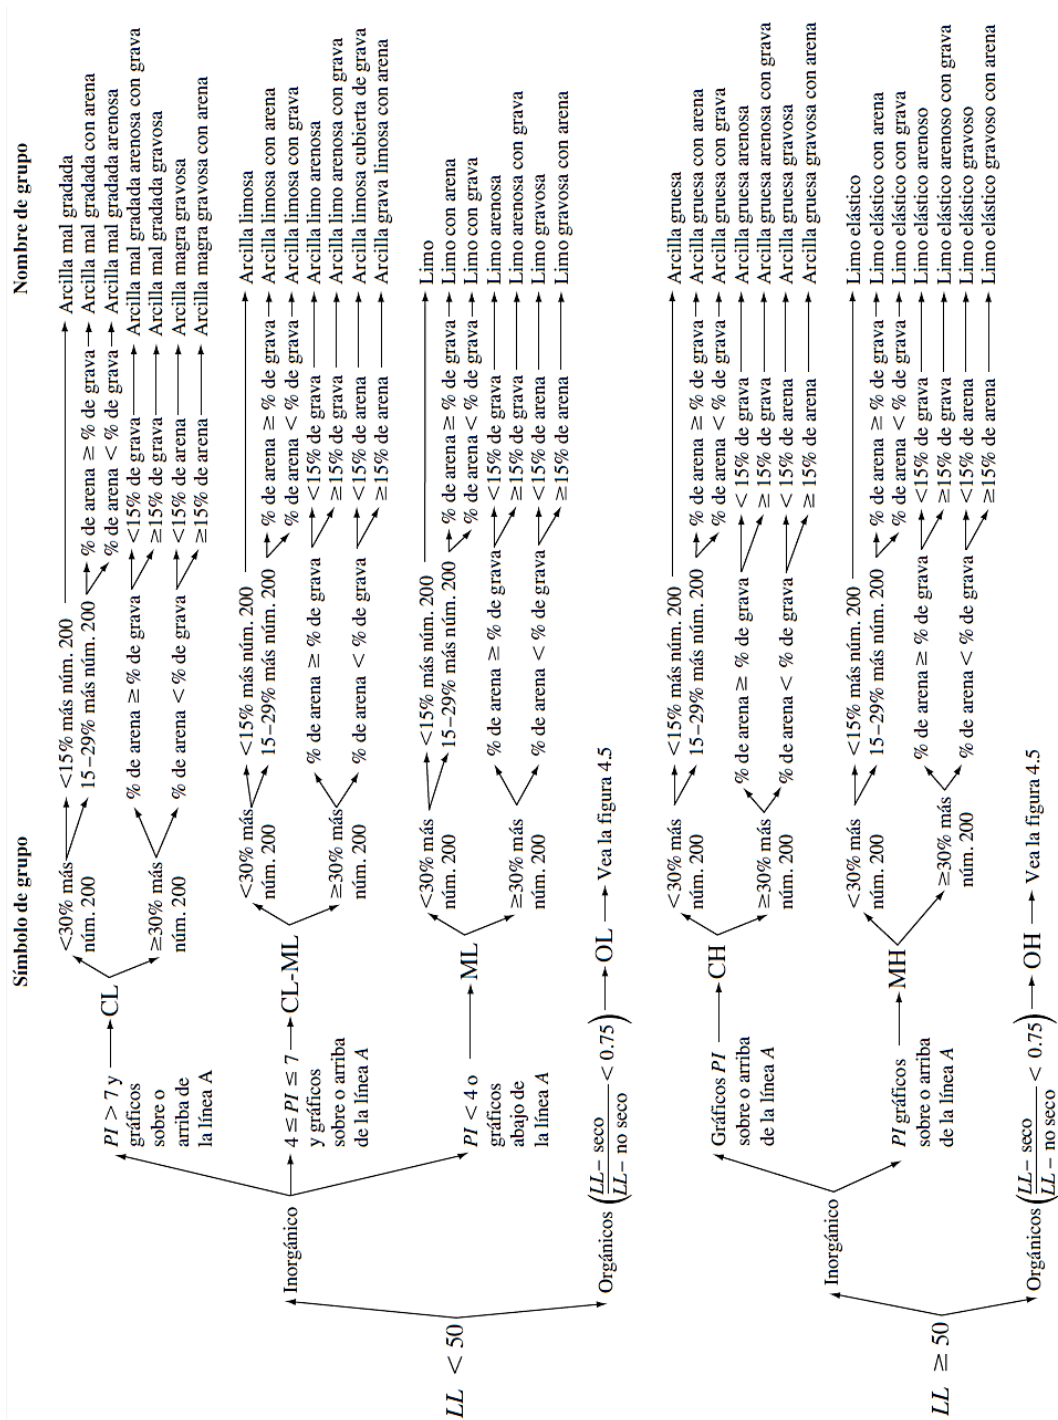 Símbolo de grupo
Nombre de grupo
LL < 50
Inorgánico
PI > 7 y
gráficos
sobre o
arriba de
la línea A
CL
<30% más
núm. 200
<15% más núm. 200
Arcilla mal gradada
15–29% más núm. 200
% de arena ≥ % de grava
Arcilla mal gradada con arena
% de arena < % de grava
Arcilla mal gradada arenosa
≥30% más
núm. 200
% de arena ≥ % de grava
<15% de grava
Arcilla mal gradada arenosa con grava
≥15% de grava
Arcilla mal gradada gravosa
% de arena < % de grava
<15% de arena
Arcilla magra gravosa
≥15% de arena
Arcilla magra gravosa con arena
4 ≤ PI ≤ 7
y gráficos
sobre o arriba
de la línea A
CL-ML
<30% más
núm. 200
<15% más núm. 200
Arcilla limosa
15–29% más núm. 200
% de arena ≥ % de grava
Arcilla limosa con arena
% de arena < % de grava
Arcilla limosa con grava
≥30% más
núm. 200
% de arena ≥ % de grava
<15% de grava
Arcilla limo arenosa
≥15% de grava
Arcilla limo arenosa con grava
% de arena < % de grava
<15% de arena
Arcilla limosa cubierta de grava
≥15% de arena
Arcilla grava limosa con arena
PI < 4 o
gráficos
abajo de
la línea A
ML
<30% más
núm. 200
<15% más núm. 200
Limo
15–29% más núm. 200
% de arena ≥ % de grava
Limo con arena
% de arena < % de grava
Limo con grava
≥30% más
núm. 200
% de arena ≥ % de grava
<15% de grava
Limo arenosa
≥15% de grava
Limo arenosa con grava
% de arena < % de grava
<15% de arena
Limo gravosa
≥15% de arena
Limo gravosa con arena
Orgánicos (LL– seco / LL– no seco < 0.75)
OL
Vea la figura 4.5
LL ≥ 50
Inorgánico
Gráficos PI
sobre o arriba
de la línea A
CH
<30% más
núm. 200
<15% más núm. 200
Arcilla gruesa
15–29% más núm. 200
% de arena ≥ % de grava
Arcilla gruesa con arena
% de arena < % de grava
Arcilla gruesa con grava
≥30% más
núm. 200
% de arena ≥ % de grava
< 15% de grava
Arcilla gruesa arenosa
≥ 15% de grava
Arcilla gruesa arenosa con grava
% de arena < % de grava
< 15% de arena
Arcilla gruesa gravosa
≥ 15% de arena
Arcilla gruesa gravosa con arena
PI gráficos
sobre o arriba
de la línea A
MH
<30% más
núm. 200
<15% más núm. 200
Limo elástico
15–29% más núm. 200
% de arena ≥ % de grava
Limo elástico con arena
% de arena < % de grava
Limo elástico con grava
≥30% más
núm. 200
% de arena ≥ % de grava
<15% de grava
Limo elástico arenoso
≥15% de grava
Limo elástico arenoso con grava
% de arena < % de grava
<15% de arena
Limo elástico gravoso
≥15% de arena
Limo elástico gravoso con arena
Orgánicos (LL– seco / LL– no seco < 0.75)
OH
Vea la figura 4.5